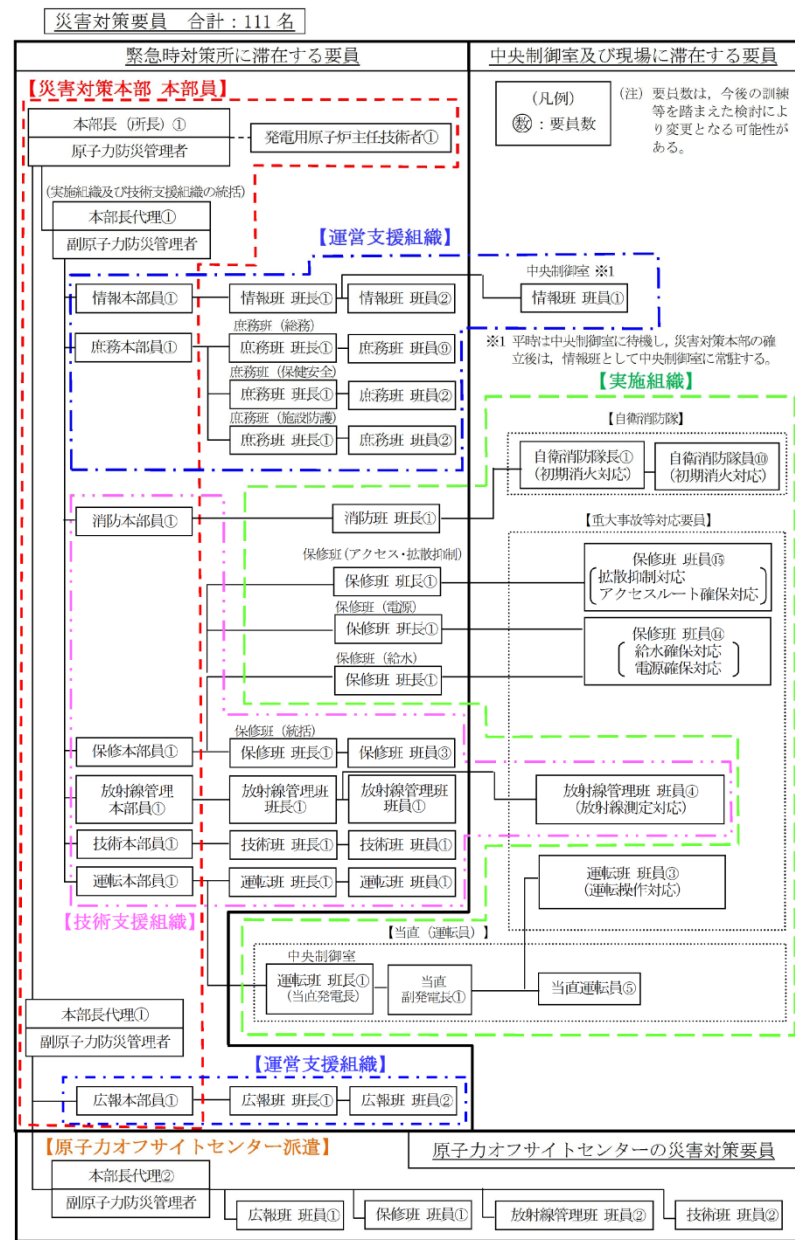 災害対策要員 合計:111 名
緊急時対策所に滞在する要員
中央制御室及び現場に滞在する要員
【災害対策本部 本部員】
本部長(所長)①
原子力防災管理者
発電用原子炉主任技術者①
(凡例)
㊫:要員数
(注) 要員数は,今後の訓練
等を踏まえた検討によ
り変更となる可能性が
ある。
(実施組織及び技術支援組織の統括)
本部長代理①
副原子力防災管理者
【運営支援組織】
中央制御室 ※1
情報本部員①
情報班 班長①
情報班 班員②
情報班 班員①
庶務班(総務)
庶務本部員①
庶務班 班長①
庶務班 班員⑨
※1 平時は中央制御室に待機し,災害対策本部の確
立後は,情報班として中央制御室に常駐する。
庶務班(保健安全)
庶務班 班長①
庶務班 班員②
庶務班(施設防護)
庶務班 班長①
庶務班 班員②
【実施組織】
【自衛消防隊】
自衛消防隊長①
(初期消火対応)
自衛消防隊員⑩
(初期消火対応)
消防本部員①
消防班 班長①
【重大事故等対応要員】
保修班(アクセス・拡散抑制)
保修班 班長①
保修班 班員⑮
拡散抑制対応
アクセスルート確保対応
保修班(電源)
保修班 班長①
保修班 班員⑭
給水確保対応
電源確保対応
保修班(給水)
保修班 班長①
保修班(統括)
保修本部員①
保修班 班長①
保修班 班員③
放射線管理
本部員①
放射線管理班
班長①
放射線管理班
班員①
放射線管理班 班員④
(放射線測定対応)
技術本部員①
技術班 班長①
技術班 班員①
運転本部員①
運転班 班長①
運転班 班員①
運転班 班員③
(運転操作対応)
【技術支援組織】
【当直(運転員)】
中央制御室
運転班 班長①
(当直発電長)
当直
副発電長①
当直運転員⑤
本部長代理①
副原子力防災管理者
【運営支援組織】
広報本部員①
広報班 班長①
広報班 班員②
【原子力オフサイトセンター派遣】
原子力オフサイトセンターの災害対策要員
本部長代理②
副原子力防災管理者
広報班 班員①
保修班 班員①
放射線管理班 班員②
技術班 班員②